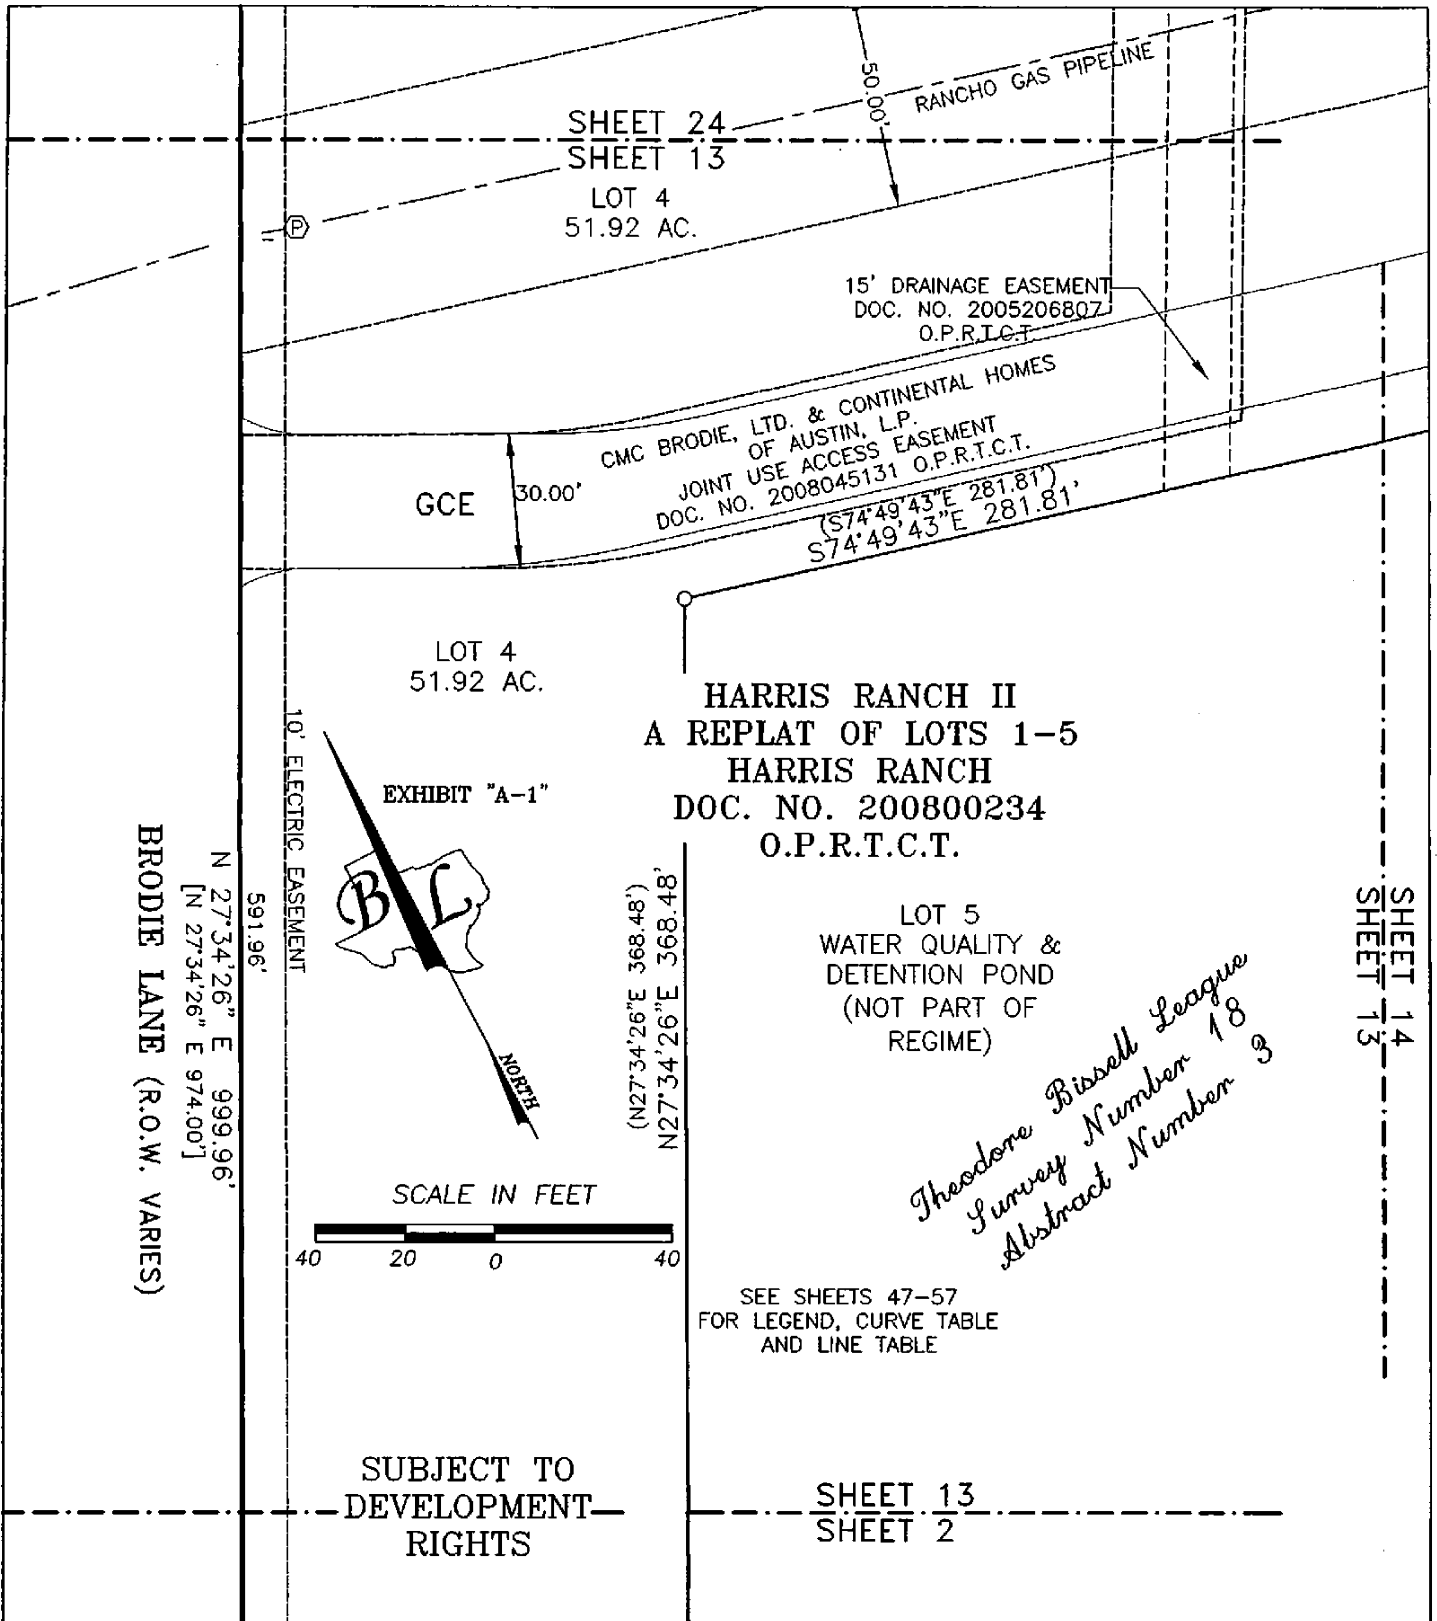 50.00'
RANCHO GAS PIPELINE
SHEET 24
SHEET 13
LOT 4
51.92 AC.
P
15' DRAINAGE EASEMENT
DOC. NO. 2005206807
O.P.R.T.C.T.
CMC BRODIE, LTD. & CONTINENTAL HOMES
OF AUSTIN, L.P.
JOINT USE ACCESS EASEMENT
DOC. NO. 2008045131 O.P.R.T.C.T.
GCE
30.00'
(S74°49'43"E 281.81')
S74°49'43"E 281.81'
LOT 4
51.92 AC.
HARRIS RANCH II
A REPLAT OF LOTS 1-5
HARRIS RANCH
DOC. NO. 200800234
O.P.R.T.C.T.
10' ELECTRIC EASEMENT
EXHIBIT "A-1"
B L
NORTH
BRODIE LANE (R.O.W. VARIES)
N 27°34'26" E 999.96'
[N 27°34'26" E 974.00']
591.96'
(N27°34'26"E 368.48')
N27°34'26"E 368.48'
LOT 5
WATER QUALITY &
DETENTION POND
(NOT PART OF
REGIME)
SHEET 14
SHEET 13
Theodore Bissell League
Survey Number 18
Abstract Number 3
SCALE IN FEET
40 20 0 40
SEE SHEETS 47-57
FOR LEGEND, CURVE TABLE
AND LINE TABLE
SUBJECT TO
DEVELOPMENT
RIGHTS
SHEET 13
SHEET 2